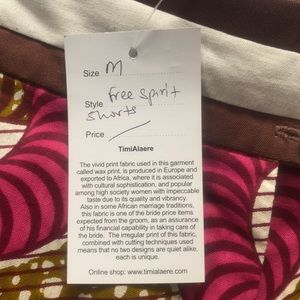 Size M
Style free spirit
shorts
Price
TimiAlaere
The vivid print fabric used in this garment
called wax print, is produced in Europe and
exported to Africa, where it is associated
with cultural sophistication, and popular
among high society women with impeccable
taste due to its quality and vibrancy.
Also in some African marriage traditions,
this fabric is one of the bride price items
expected from the groom, as an assurance
of his financial capability in taking care of
the bride. The irregular print of this fabric,
combined with cutting techniques used
means that no two designs are quite alike.
each is unique.
Online shop: www.timialaere.com